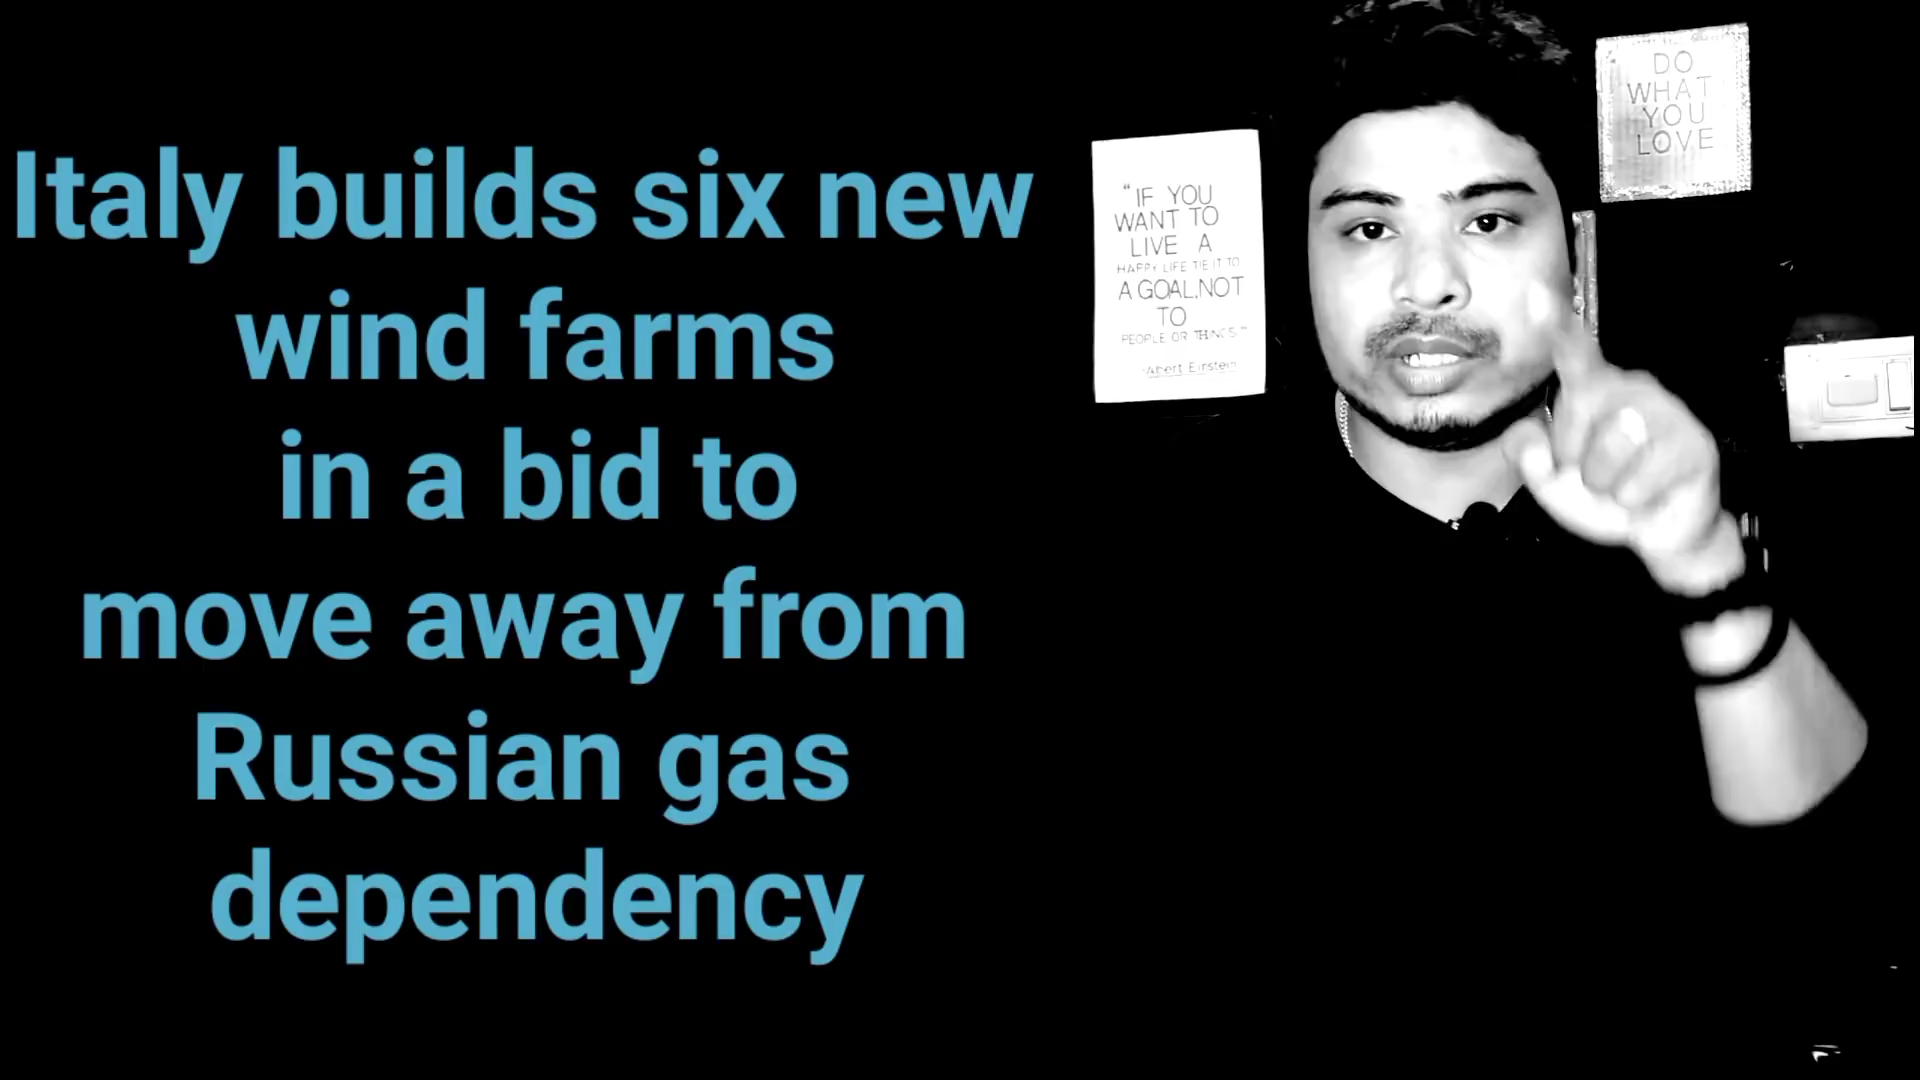 Italy builds six new
wind farms
in a bid to
move away from
Russian gas
dependency
“IF YOU
WANT TO
LIVE A
HAPPY LIFE TIE IT TO
A GOAL,NOT
TO
PEOPLE OR THINGS”
-Albert Einstein
DO
WHAT
YOU
LOVE